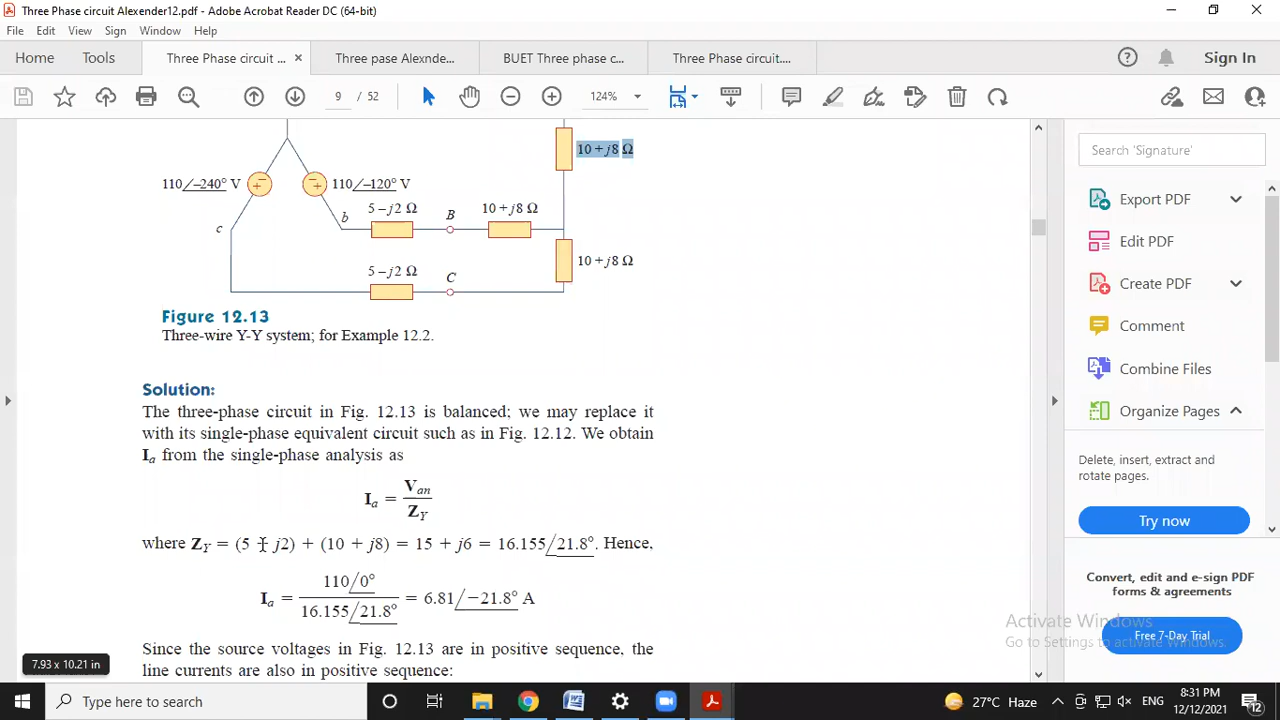 Three Phase circuit Alexender12.pdf - Adobe Acrobat Reader DC (64-bit)
File Edit View Sign Window Help
Home Tools Three Phase circuit ... × Three pase Alexnde... BUET Three phase c... Three Phase circuit.... Sign In
9 / 52 124%
10 + j8 Ω
110/–240° V 110/–120° V
5 – j2 Ω B 10 + j8 Ω
b
c
10 + j8 Ω
5 – j2 Ω C
Figure 12.13
Three-wire Y-Y system; for Example 12.2.
Solution:
The three-phase circuit in Fig. 12.13 is balanced; we may replace it
with its single-phase equivalent circuit such as in Fig. 12.12. We obtain
Ia from the single-phase analysis as
Ia = Van / ZY
where ZY = (5 − j2) + (10 + j8) = 15 + j6 = 16.155/21.8°. Hence,
Ia = 110/0° / 16.155/21.8° = 6.81/−21.8° A
Since the source voltages in Fig. 12.13 are in positive sequence, the
line currents are also in positive sequence:
7.93 x 10.21 in
Search 'Signature'
Export PDF
Edit PDF
Create PDF
Comment
Combine Files
Organize Pages
Delete, insert, extract and
rotate pages.
Try now
Convert, edit and e-sign PDF
forms & agreements
Free 7-Day Trial
Activate Windows
Go to Settings to activate Windows.
Type here to search
27°C Haze ENG 8:31 PM
12/12/2021
12